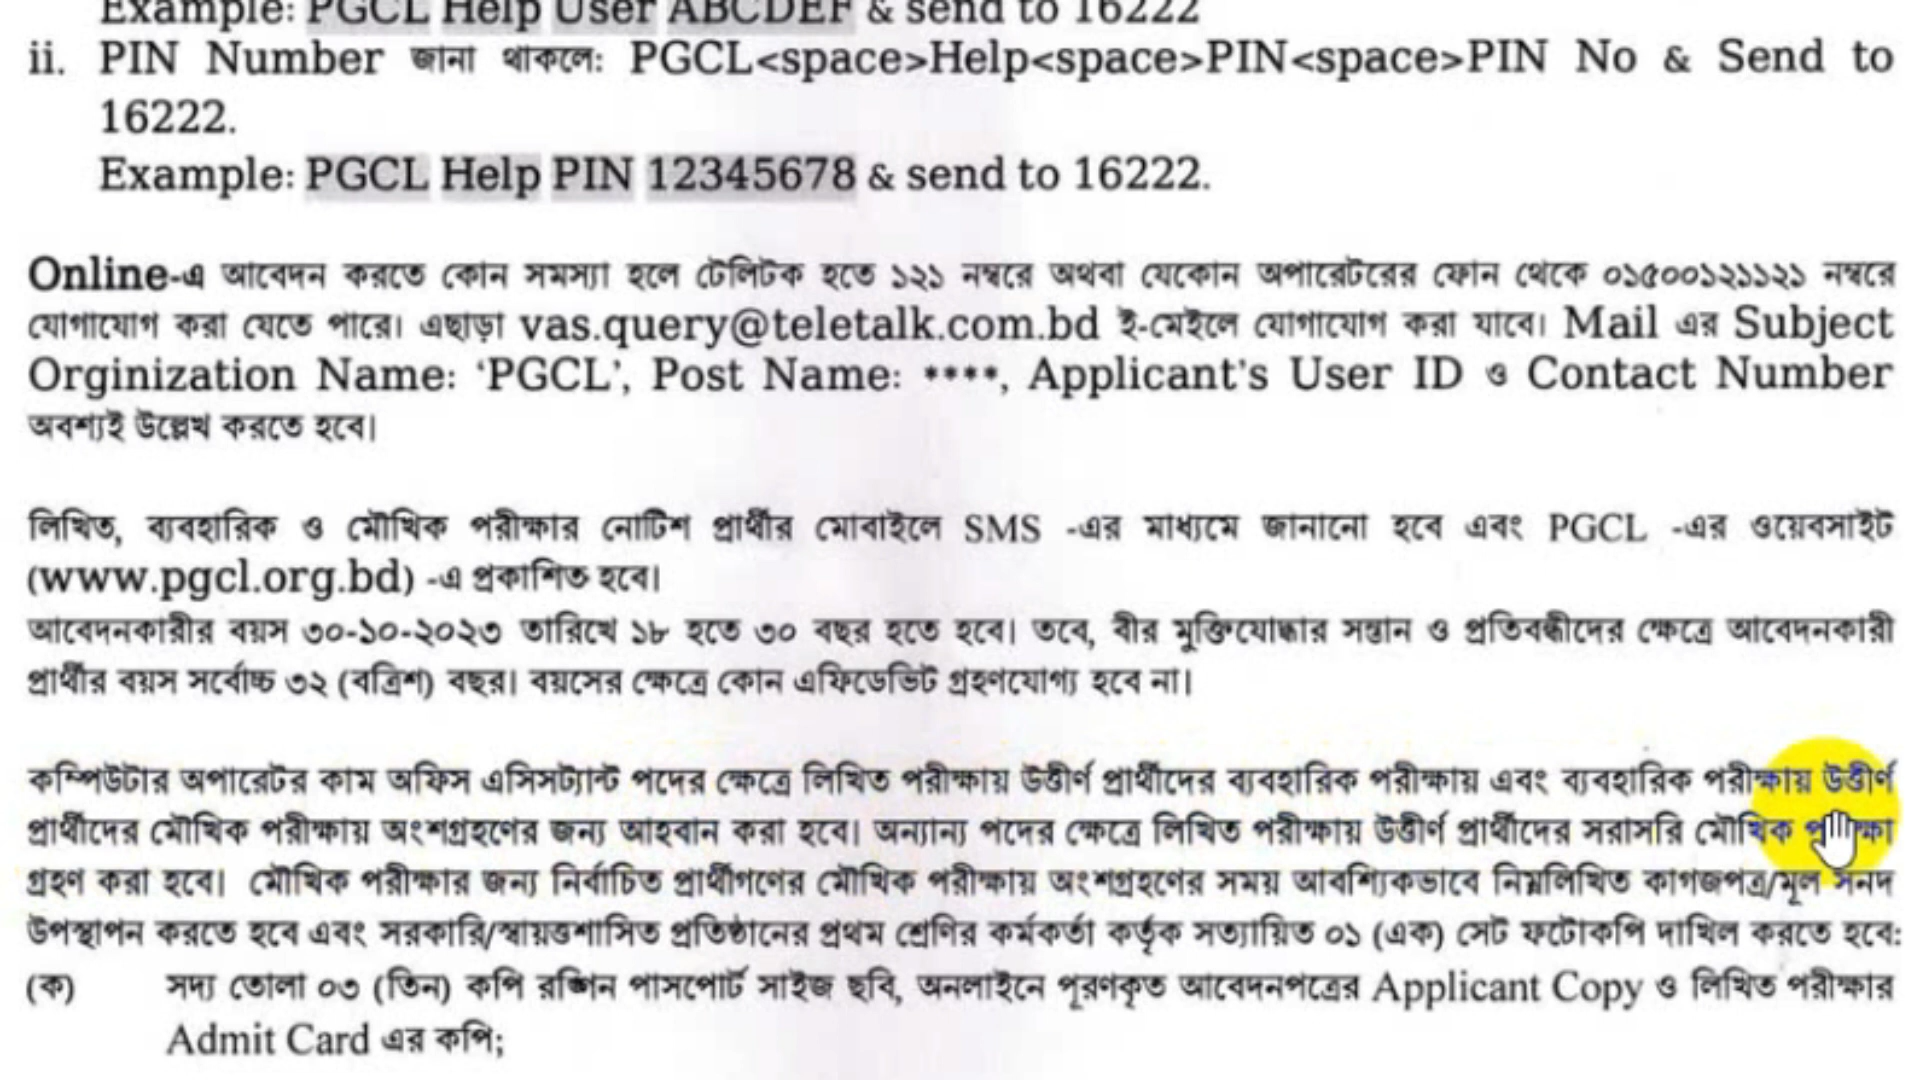 Example: PGCL Help User ABCDEF & send to 16222
ii. PIN Number জানা থাকলে: PGCL<space>Help<space>PIN<space>PIN No & Send to
16222.
Example: PGCL Help PIN 12345678 & send to 16222.
Online-এ আবেদন করতে কোন সমস্যা হলে টেলিটক হতে ১২১ নম্বরে অথবা যেকোন অপারেটরের ফোন থেকে ০১৫০০১২১১২১ নম্বরে
যোগাযোগ করা যেতে পারে। এছাড়া vas.query@teletalk.com.bd ই-মেইলে যোগাযোগ করা যাবে। Mail এর Subject
Orginization Name: ‘PGCL’, Post Name: ****, Applicant's User ID ও Contact Number
অবশ্যই উল্লেখ করতে হবে।
লিখিত, ব্যবহারিক ও মৌখিক পরীক্ষার নোটিশ প্রার্থীর মোবাইলে SMS -এর মাধ্যমে জানানো হবে এবং PGCL -এর ওয়েবসাইট
(www.pgcl.org.bd) -এ প্রকাশিত হবে।
আবেদনকারীর বয়স ৩০-১০-২০২৩ তারিখে ১৮ হতে ৩০ বছর হতে হবে। তবে, বীর মুক্তিযোদ্ধার সন্তান ও প্রতিবন্ধীদের ক্ষেত্রে আবেদনকারী
প্রার্থীর বয়স সর্বোচ্চ ৩২ (বত্রিশ) বছর। বয়সের ক্ষেত্রে কোন এফিডেভিট গ্রহণযোগ্য হবে না।
কম্পিউটার অপারেটর কাম অফিস এসিসট্যান্ট পদের ক্ষেত্রে লিখিত পরীক্ষায় উত্তীর্ণ প্রার্থীদের ব্যবহারিক পরীক্ষায় এবং ব্যবহারিক পরীক্ষায় উত্তীর্ণ
প্রার্থীদের মৌখিক পরীক্ষায় অংশগ্রহণের জন্য আহবান করা হবে। অন্যান্য পদের ক্ষেত্রে লিখিত পরীক্ষায় উত্তীর্ণ প্রার্থীদের সরাসরি মৌখিক পরীক্ষা
গ্রহণ করা হবে। মৌখিক পরীক্ষার জন্য নির্বাচিত প্রার্থীগণের মৌখিক পরীক্ষায় অংশগ্রহণের সময় আবশ্যিকভাবে নিম্নলিখিত কাগজপত্র/মূল সনদ
উপস্থাপন করতে হবে এবং সরকারি/স্বায়ত্তশাসিত প্রতিষ্ঠানের প্রথম শ্রেণির কর্মকর্তা কর্তৃক সত্যায়িত ০১ (এক) সেট ফটোকপি দাখিল করতে হবে:
(ক) সদ্য তোলা ০৩ (তিন) কপি রঙ্গিন পাসপোর্ট সাইজ ছবি, অনলাইনে পূরণকৃত আবেদনপত্রের Applicant Copy ও লিখিত পরীক্ষার
Admit Card এর কপি;